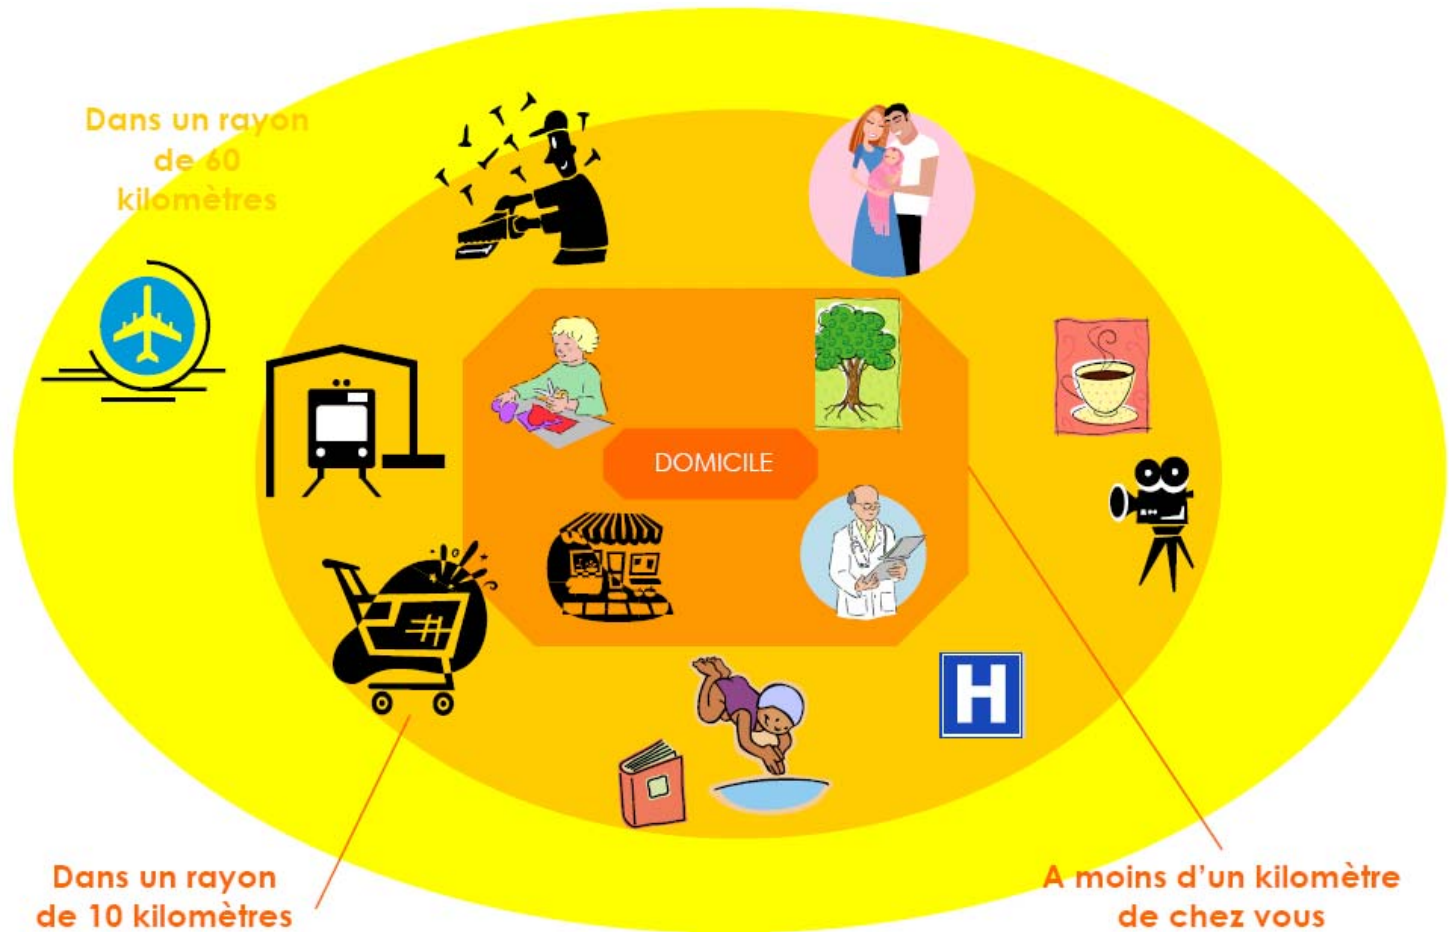 Dans un rayon
de 60
kilomètres
DOMICILE
H
Dans un rayon
de 10 kilomètres
A moins d'un kilomètre
de chez vous